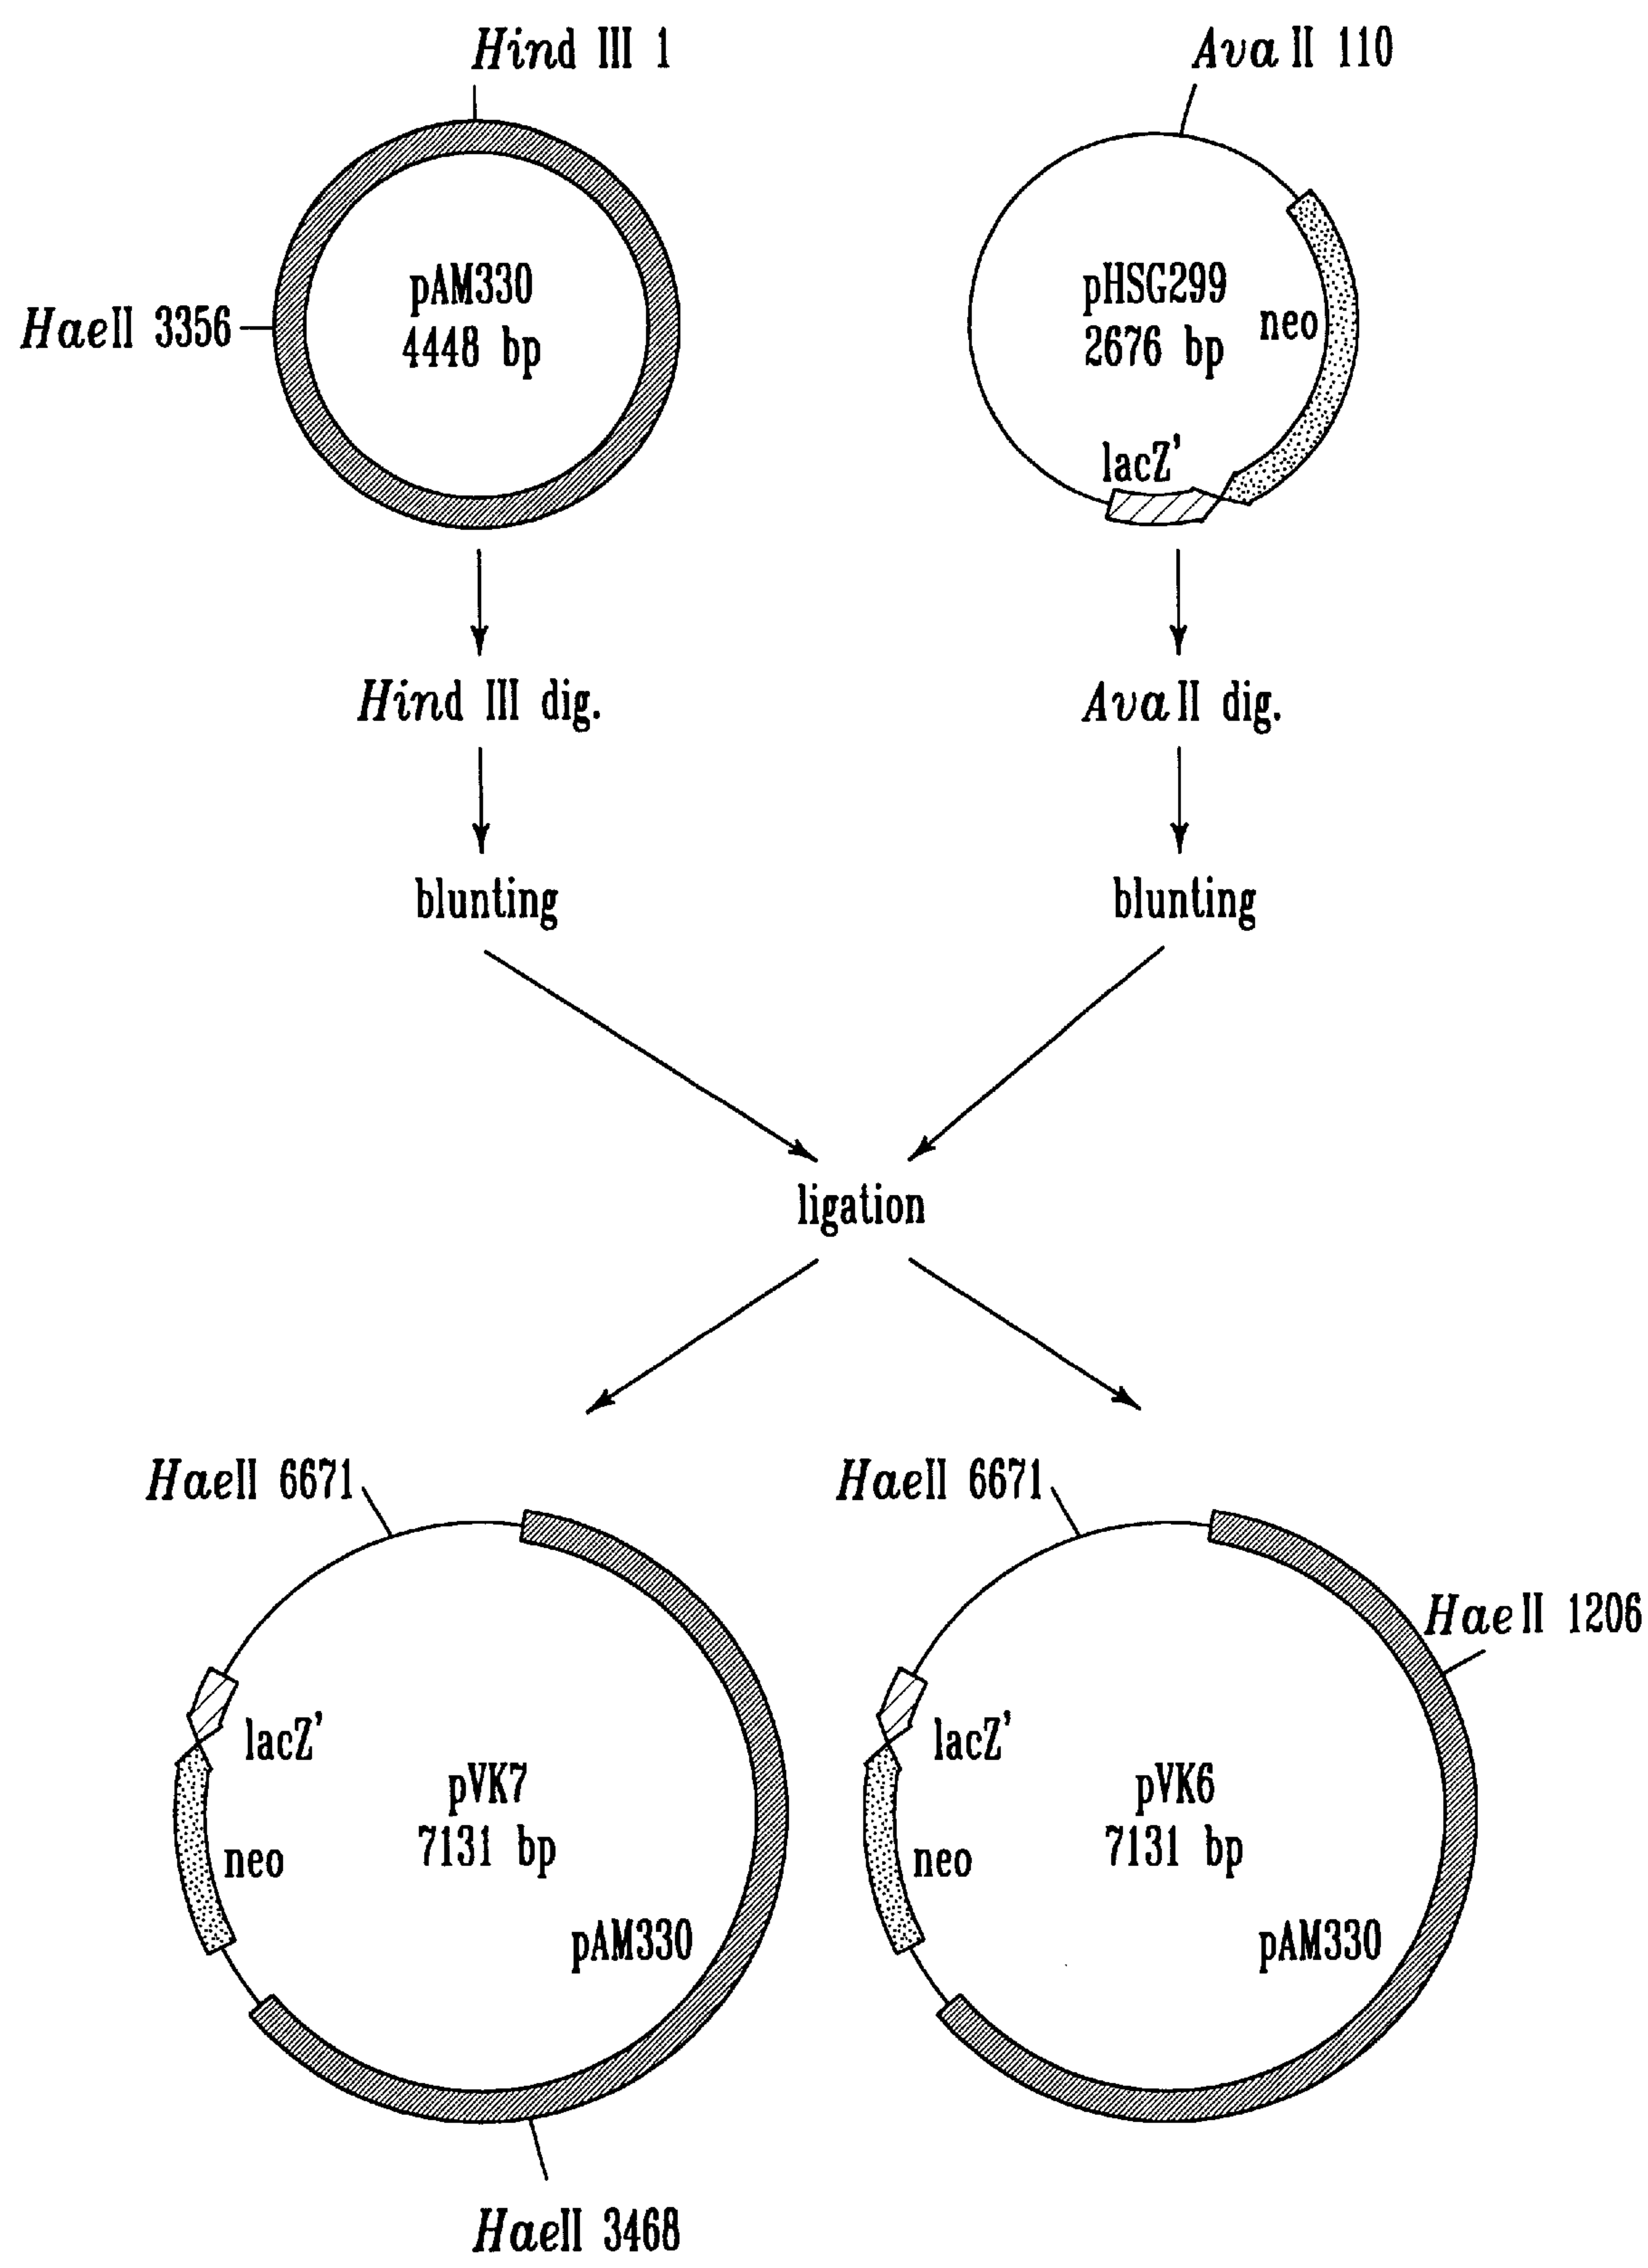 Hind III 1
Ava II 110
HaeII 3356
pAM330
4448 bp
pHSG299
2676 bp
neo
lacZ'
Hind III dig.
Ava II dig.
blunting
blunting
ligation
HaeII 6671
HaeII 6671
Hae II 1206
lacZ'
lacZ'
pVK7
7131 bp
pVK6
7131 bp
neo
neo
pAM330
pAM330
HaeII 3468